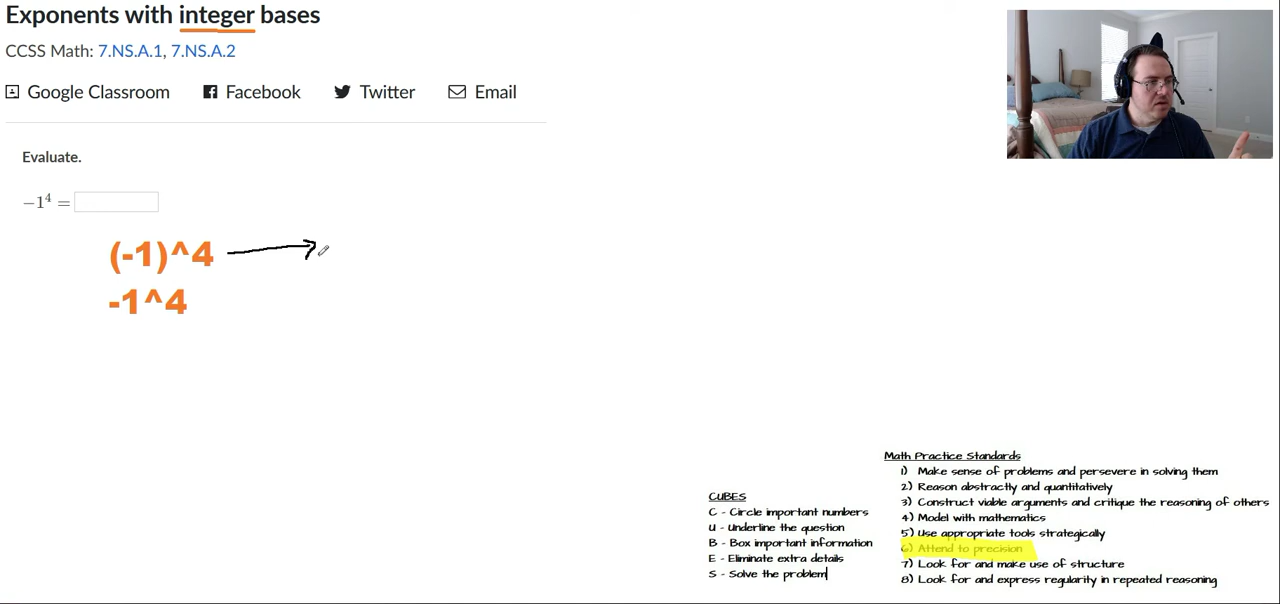 Exponents with integer bases
CCSS Math: 7.NS.A.1, 7.NS.A.2
Google Classroom Facebook Twitter Email
Evaluate.
−1⁴ =
(-1)^4
-1^4
CUBES
C - Circle important numbers
U - Underline the question
B - Box important information
E - Eliminate extra details
S - Solve the problem
Math Practice Standards
1) Make sense of problems and persevere in solving them
2) Reason abstractly and quantitatively
3) Construct viable arguments and critique the reasoning of others
4) Model with mathematics
5) Use appropriate tools strategically
6) Attend to precision
7) Look for and make use of structure
8) Look for and express regularity in repeated reasoning